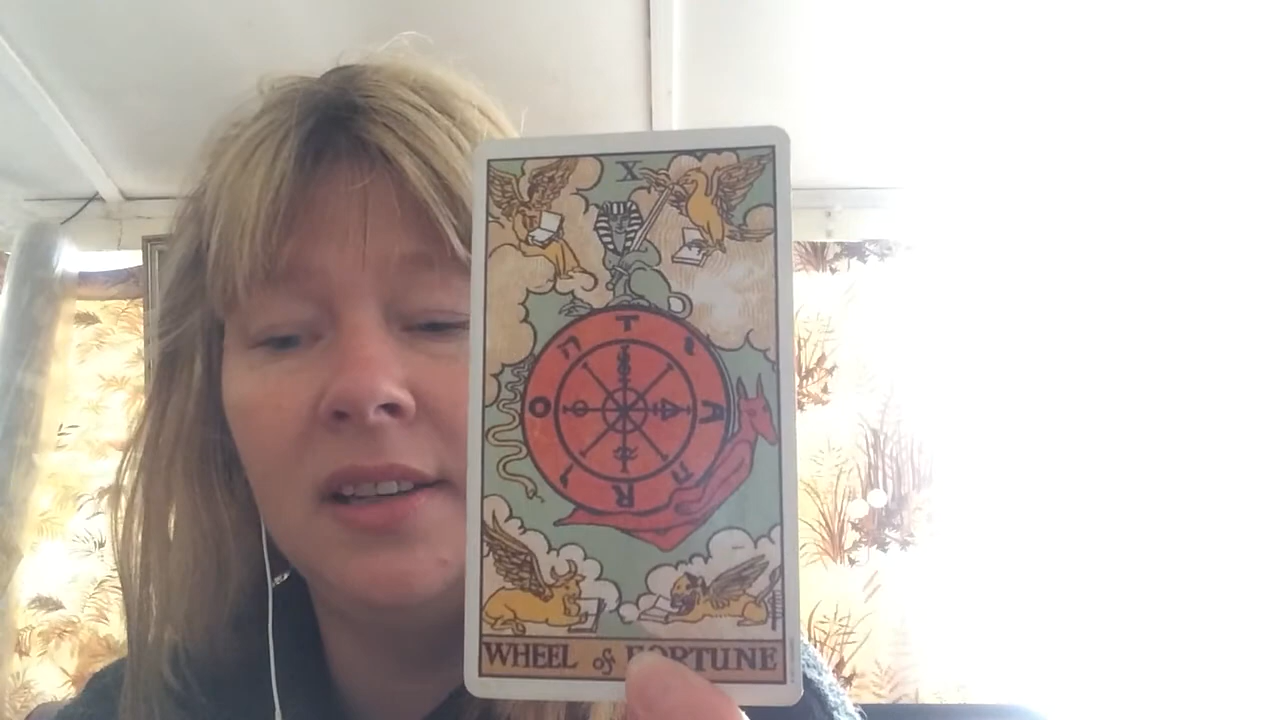 X
T
ה י
O A
ו ה
R
WHEEL of FORTUNE